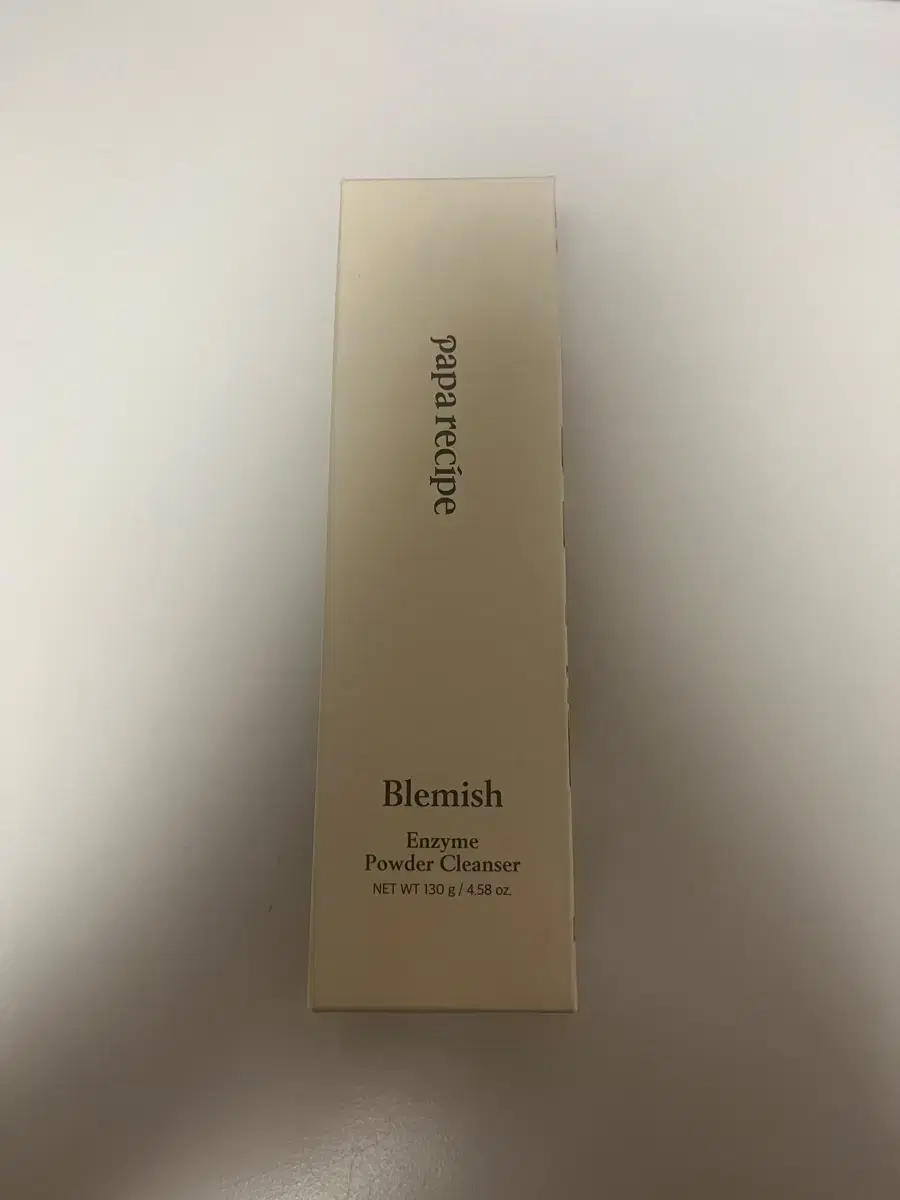 papa recipe
Blemish
Enzyme
Powder Cleanser
NET WT 130 g / 4.58 oz.